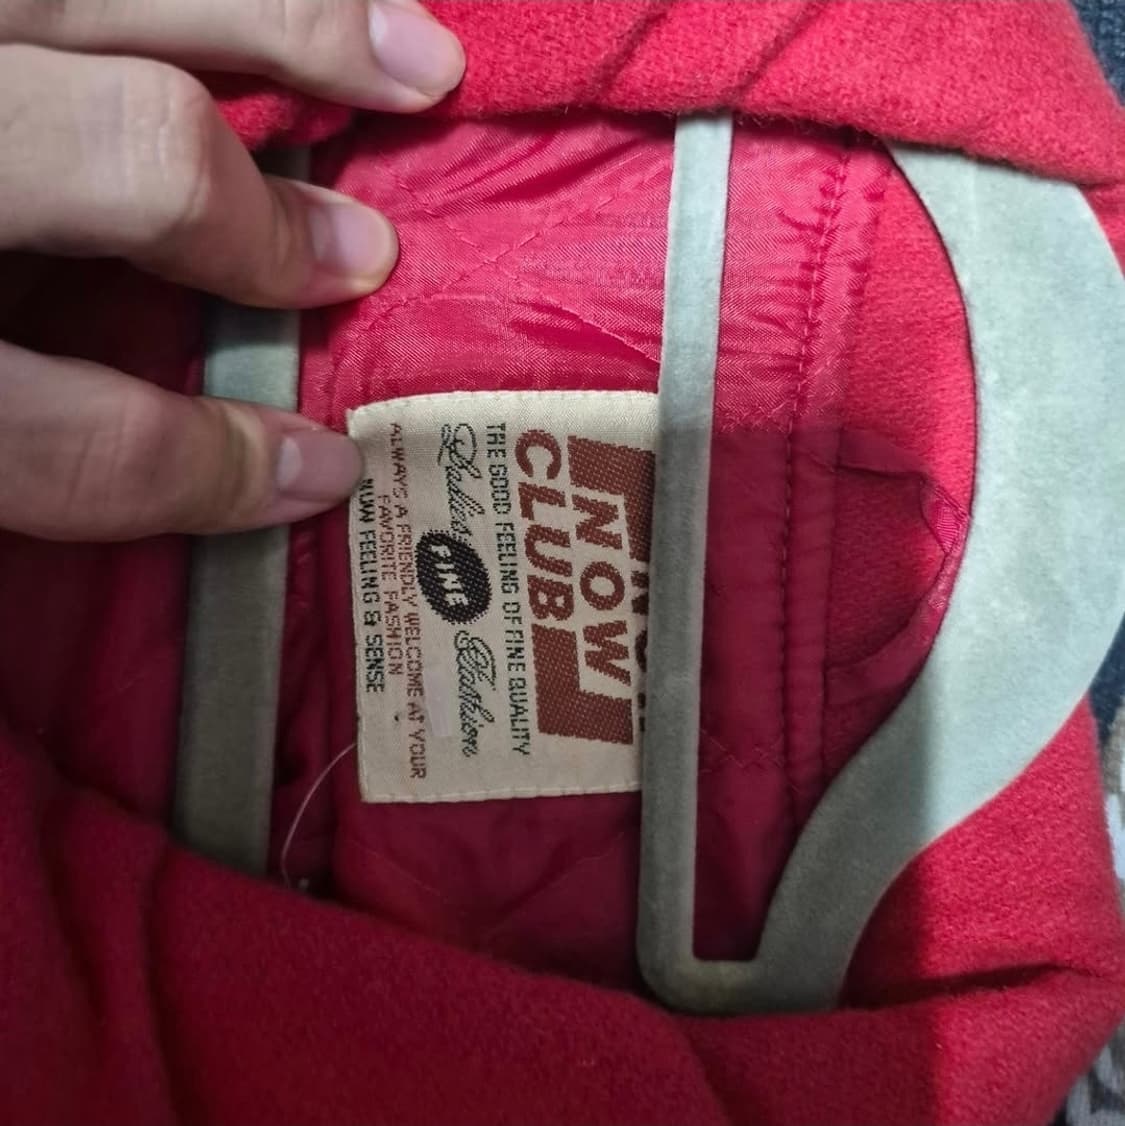 NOW
CLUB
THE GOOD FEELING OF FINE QUALITY
Ladies FINE Clothion
ALWAYS A FRIENDLY WELCOME AT YOUR
FAVORITE FASHION
NOW FEELING & SENSE